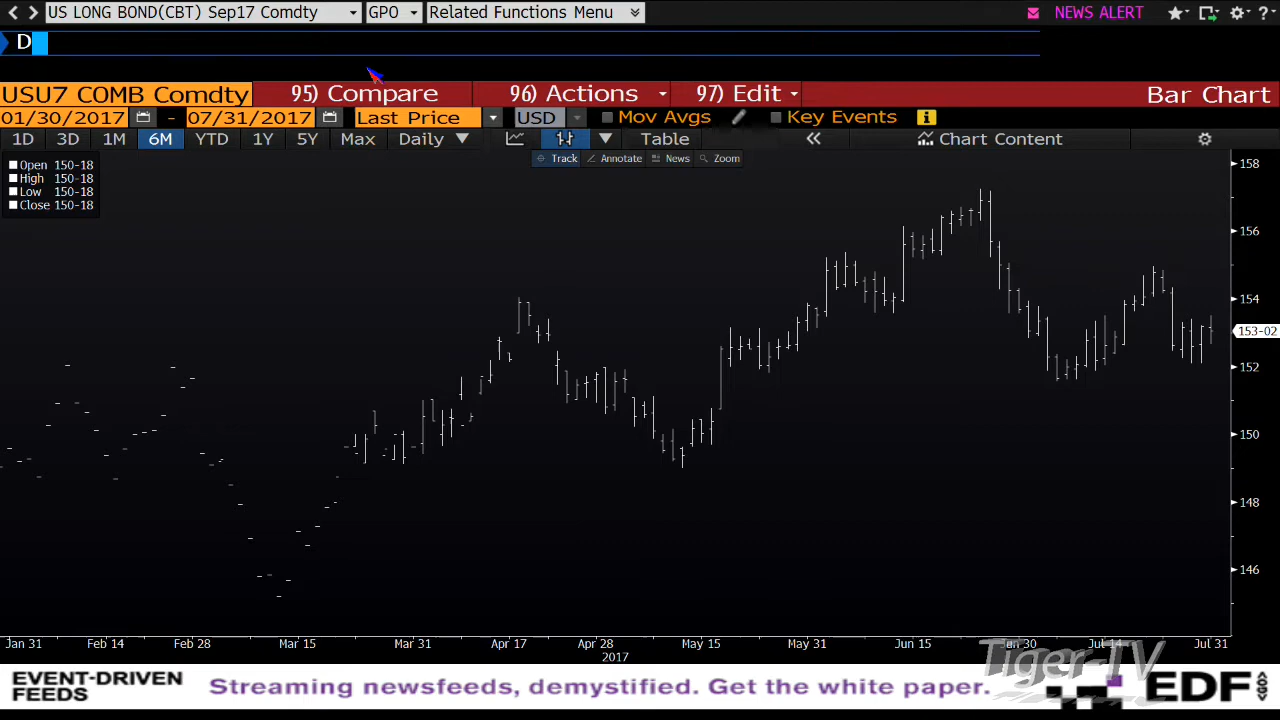 US LONG BOND(CBT) Sep17 Comdty GPO Related Functions Menu NEWS ALERT ?
D
USU7 COMB Comdty 95) Compare 96) Actions 97) Edit Bar Chart
01/30/2017 - 07/31/2017 Last Price USD Mov Avgs Key Events i
1D 3D 1M 6M YTD 1Y 5Y Max Daily Table Chart Content
Track Annotate News Zoom
Open 150-18
High 150-18
Low 150-18
Close 150-18
158
156
154
153-02
152
150
148
146
Jan 31 Feb 14 Feb 28 Mar 15 Mar 31 Apr 17 Apr 28 May 15 May 31 Jun 15 Jun 30 Jul 14 Jul 31
2017
Tiger-TV
EVENT-DRIVEN
FEEDS
Streaming newsfeeds, demystified. Get the white paper.
EDF